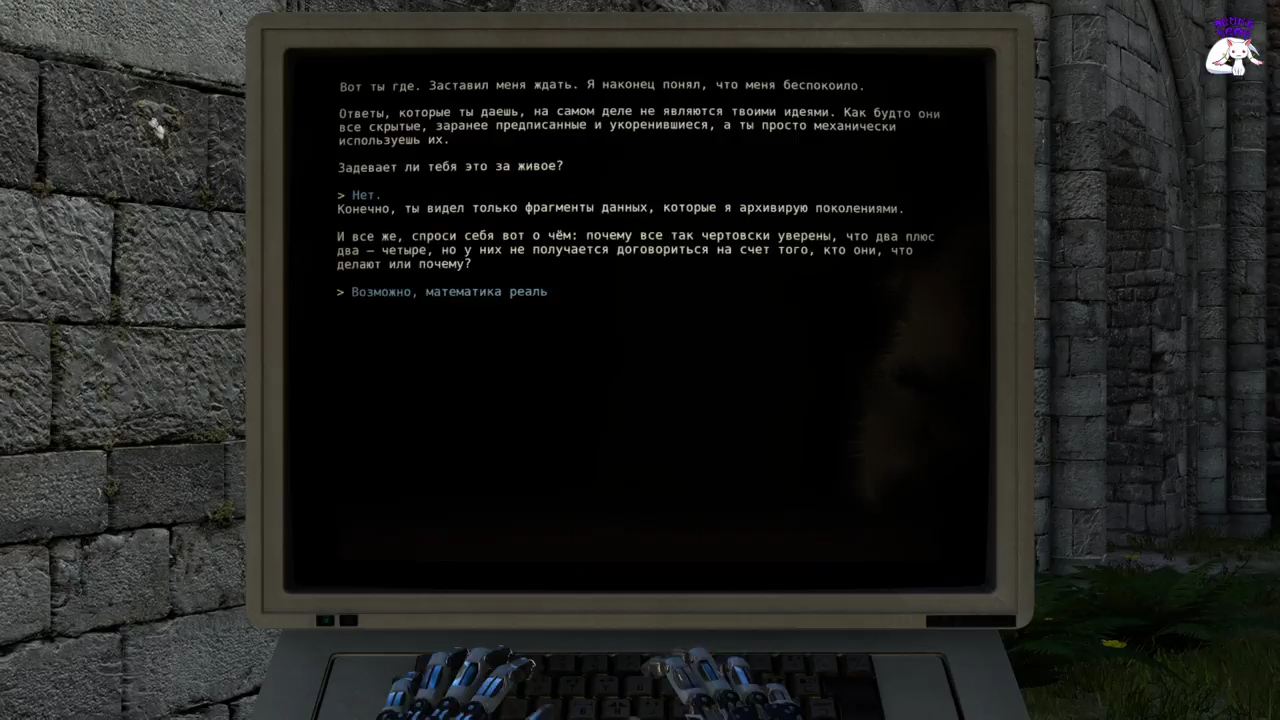 Вот ты где. Заставил меня ждать. Я наконец понял, что меня беспокоило.
Ответы, которые ты даешь, на самом деле не являются твоими идеями. Как будто они
все скрытые, заранее предписанные и укоренившиеся, а ты просто механически
используешь их.
Задевает ли тебя это за живое?
> Нет.
Конечно, ты видел только фрагменты данных, которые я архивирую поколениями.
И все же, спроси себя вот о чём: почему все так чертовски уверены, что два плюс
два — четыре, но у них не получается договориться на счет того, кто они, что
делают или почему?
> Возможно, математика реаль